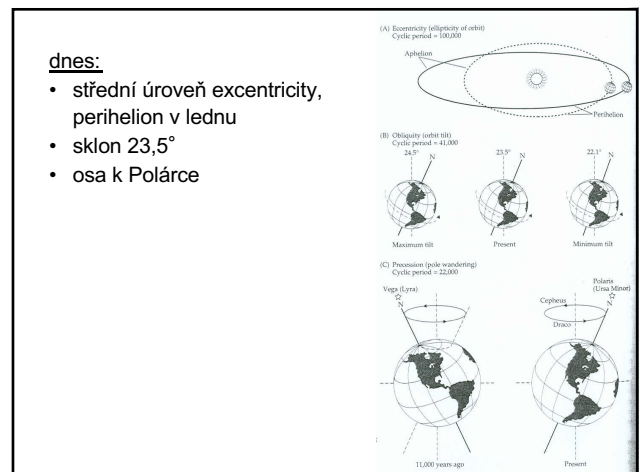 dnes:
• střední úroveň excentricity,
perihelion v lednu
• sklon 23,5°
• osa k Polárce
(A) Eccentricity (ellipticity of orbit)
Cyclic period = 100,000
Aphelion
Perihelion
(B) Obliquity (orbit tilt)
Cyclic period = 41,000
24.5° N 23.5° N 22.1° N
Maximum tilt Present Minimum tilt
(C) Precession (pole wandering)
Cyclic period = 22,000
Vega (Lyra)
N
Polaris
(Ursa Minor)
N
Cepheus
Draco
11,000 years ago Present